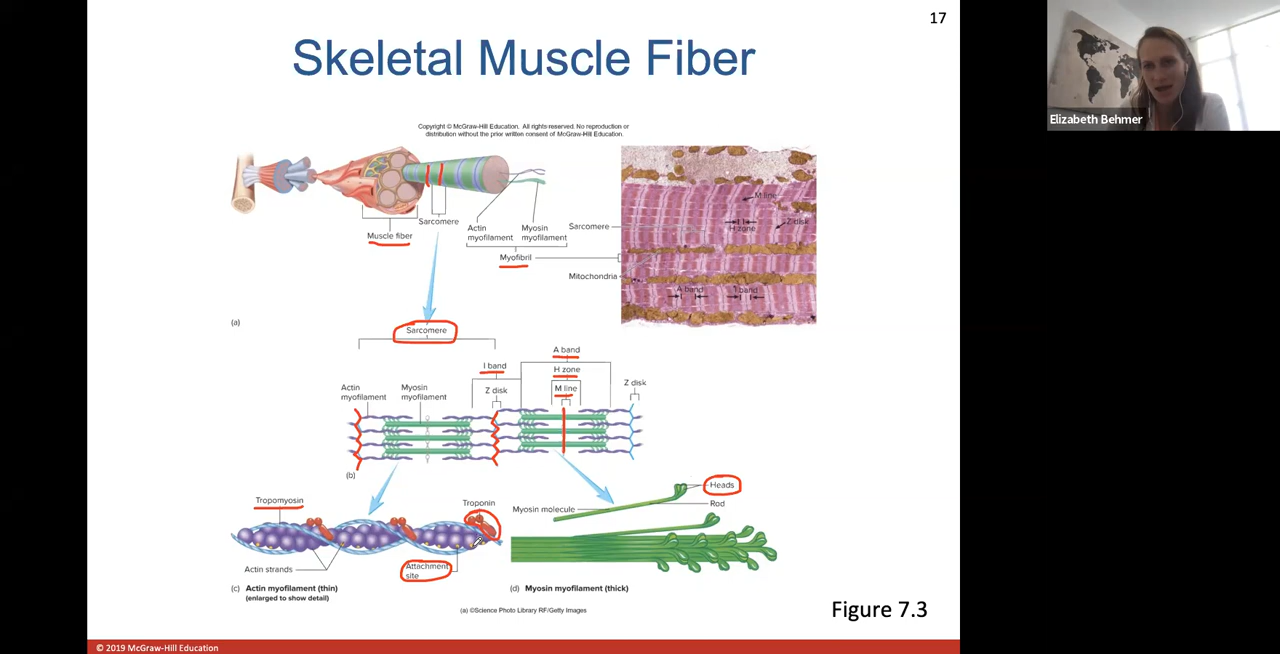 17
Skeletal Muscle Fiber
Elizabeth Behmer
Copyright © McGraw-Hill Education. All rights reserved. No reproduction or
distribution without the prior written consent of McGraw-Hill Education.
Sarcomere
Muscle fiber
Actin
myofilament
Myosin
myofilament
Myofibril
Sarcomere
Mitochondria
M line
H zone
Z disk
A band
I band
(a)
Sarcomere
A band
I band
H zone
M line
Z disk
Z disk
Actin
myofilament
Myosin
myofilament
(b)
Tropomyosin
Troponin
Actin strands
Attachment
site
Heads
Rod
Myosin molecule
(c) Actin myofilament (thin)
(enlarged to show detail)
(d) Myosin myofilament (thick)
(a) ©Science Photo Library RF/Getty Images
Figure 7.3
© 2019 McGraw-Hill Education